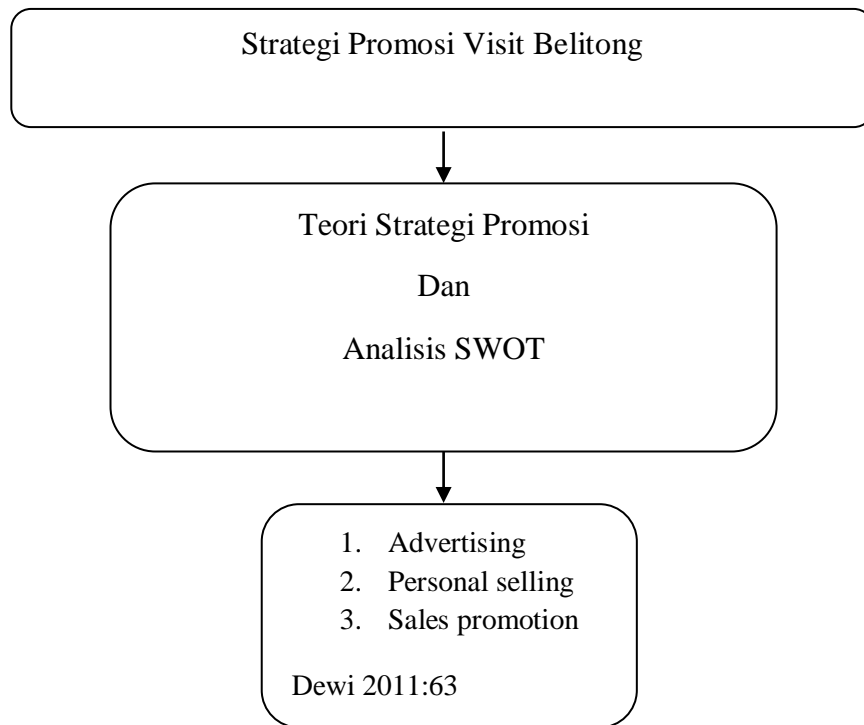 Strategi Promosi Visit Belitong
Teori Strategi Promosi
Dan
Analisis SWOT
1. Advertising
2. Personal selling
3. Sales promotion
Dewi 2011:63